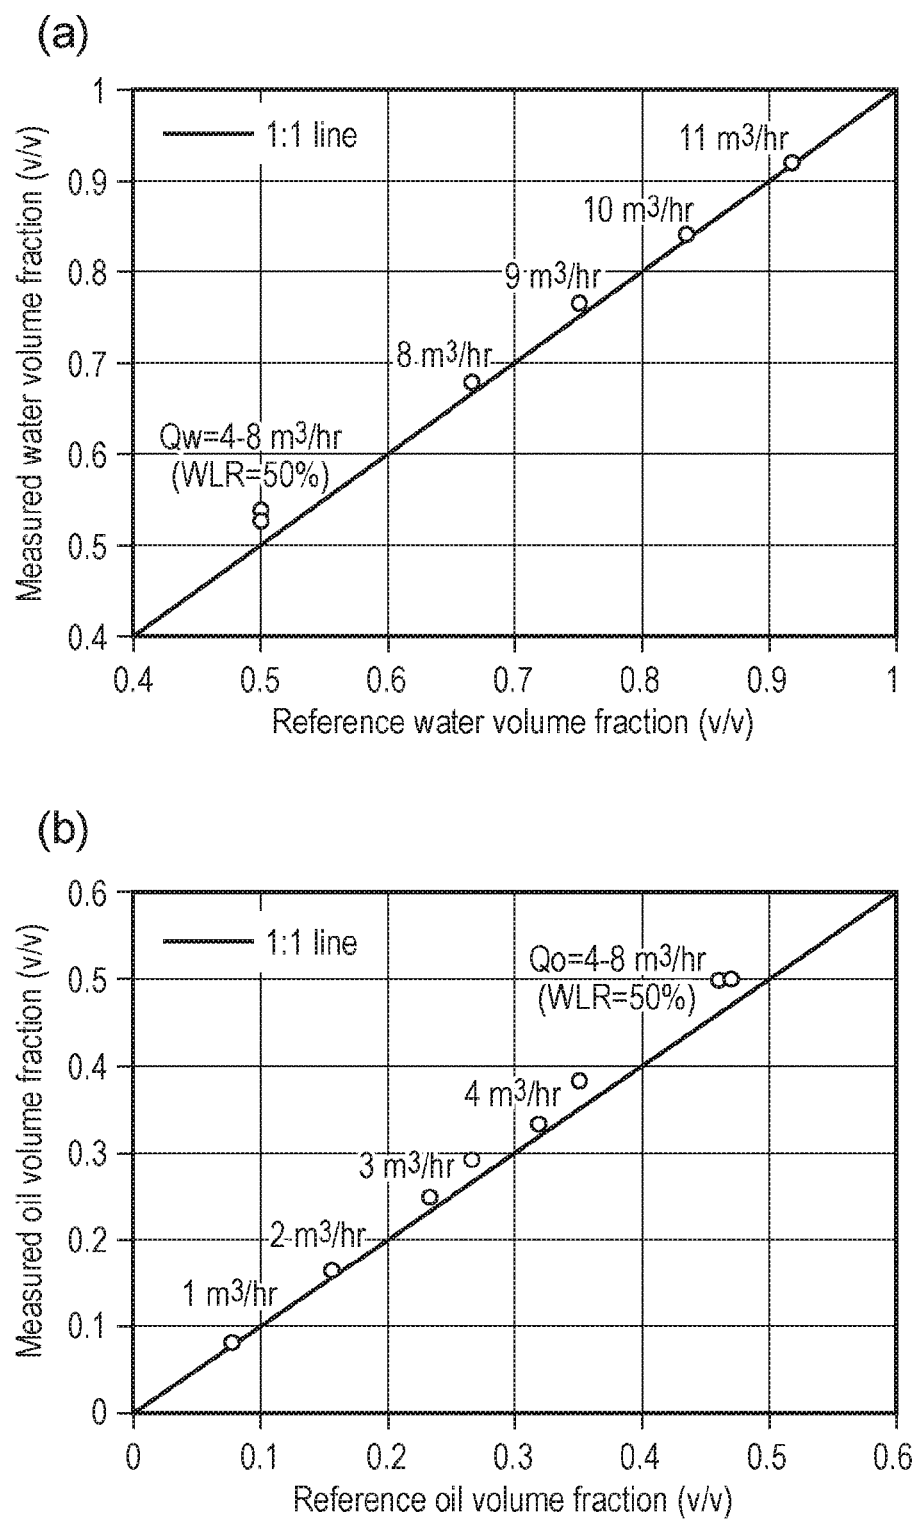 (a)
Measured water volume fraction (v/v)
1
0.9
0.8
0.7
0.6
0.5
0.4
1:1 line
11 m3/hr
10 m3/hr
9 m3/hr
8 m3/hr
Qw=4-8 m3/hr
(WLR=50%)
0.4 0.5 0.6 0.7 0.8 0.9 1
Reference water volume fraction (v/v)
(b)
Measured oil volume fraction (v/v)
0.6
0.5
0.4
0.3
0.2
0.1
0
1:1 line
Qo=4-8 m3/hr
(WLR=50%)
4 m3/hr
3 m3/hr
2 m3/hr
1 m3/hr
0 0.1 0.2 0.3 0.4 0.5 0.6
Reference oil volume fraction (v/v)